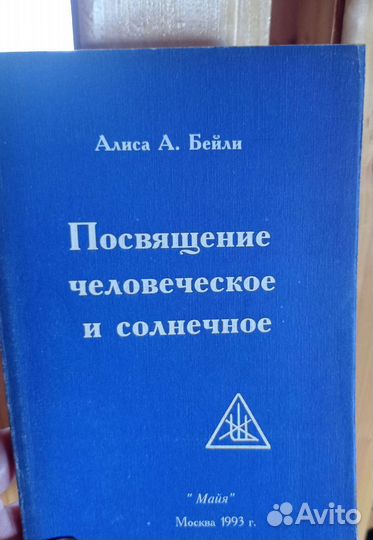 Алиса А. Бейли
Посвящение
человеческое
и солнечное
"Майя"
Москва 1993 г.
Avito